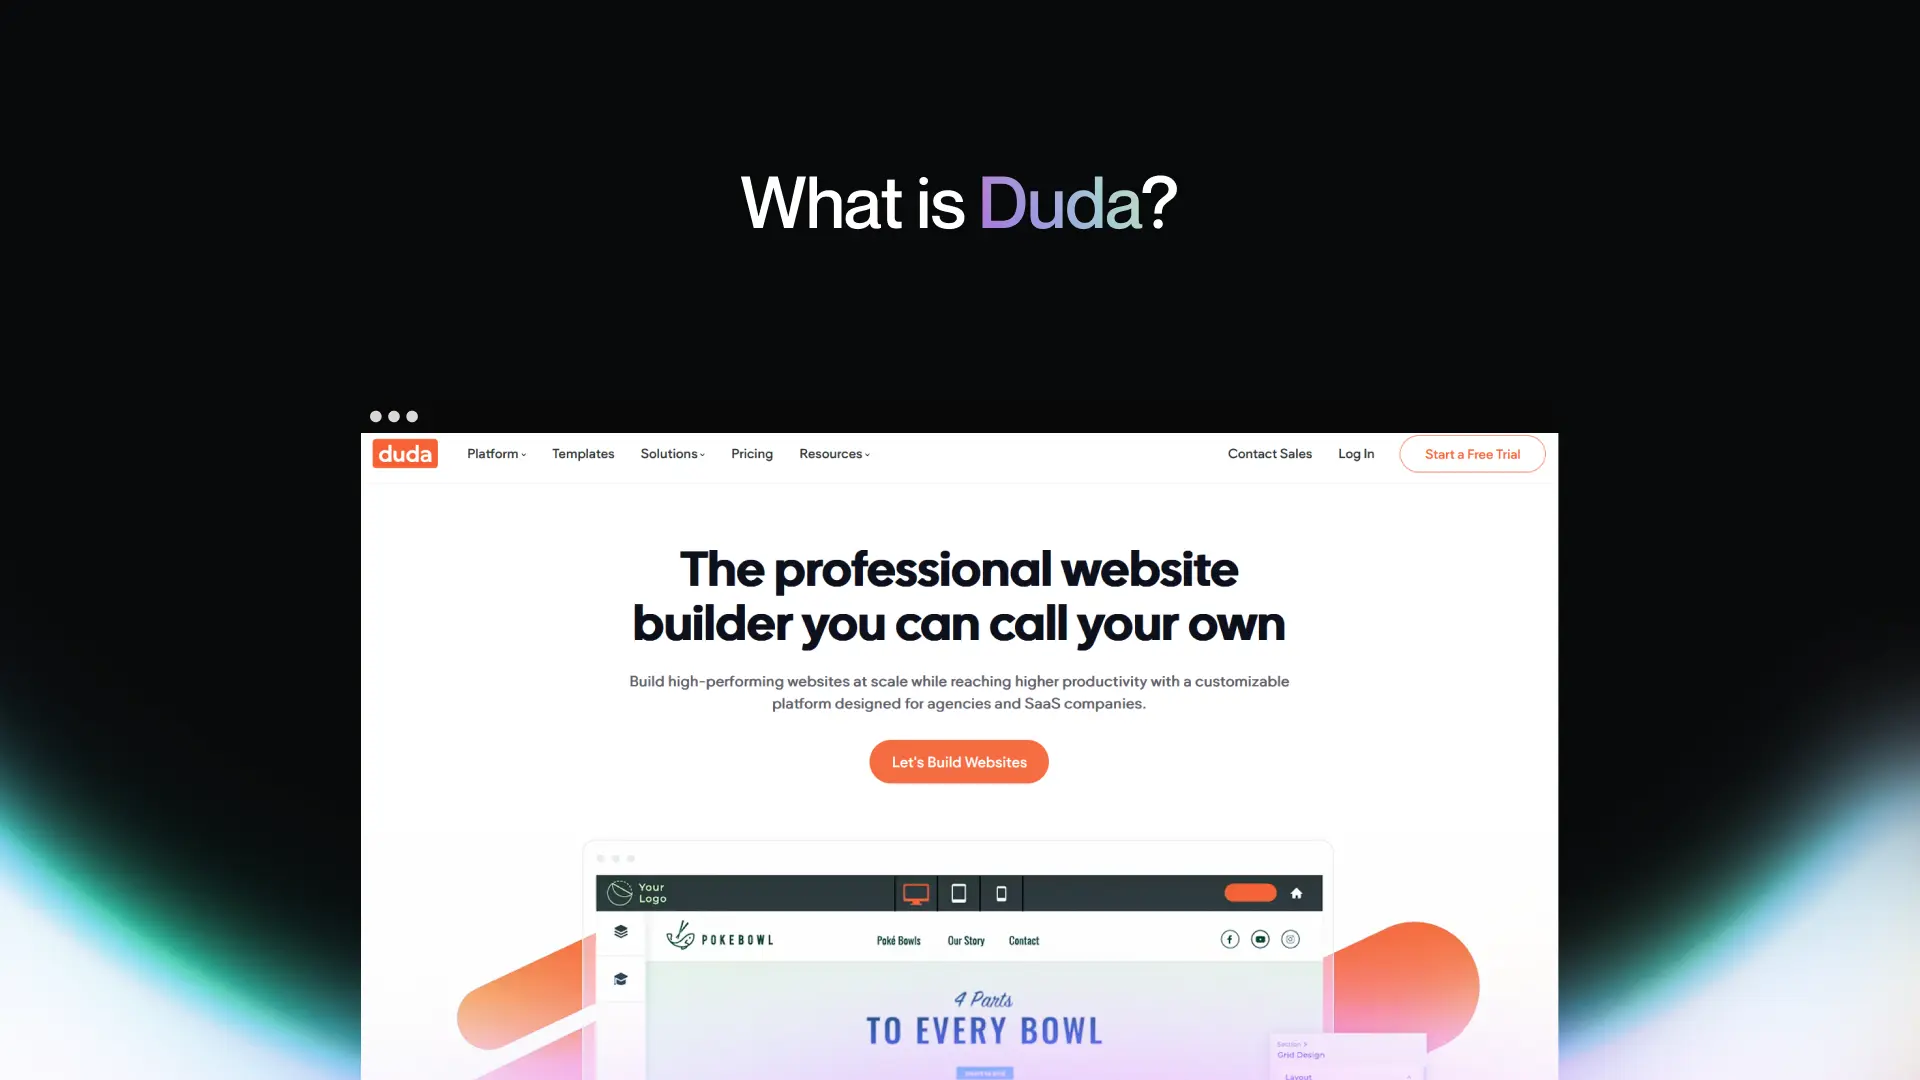 What is Duda?
duda Platform Templates Solutions Pricing Resources Contact Sales Log In Start a Free Trial
The professional website
builder you can call your own
Build high-performing websites at scale while reaching higher productivity with a customizable
platform designed for agencies and SaaS companies.
Let's Build Websites
Your
Logo
POKEBOWL Poké Bowls Our Story Contact
4 Parts
TO EVERY BOWL
Section >
Grid Design
Layout